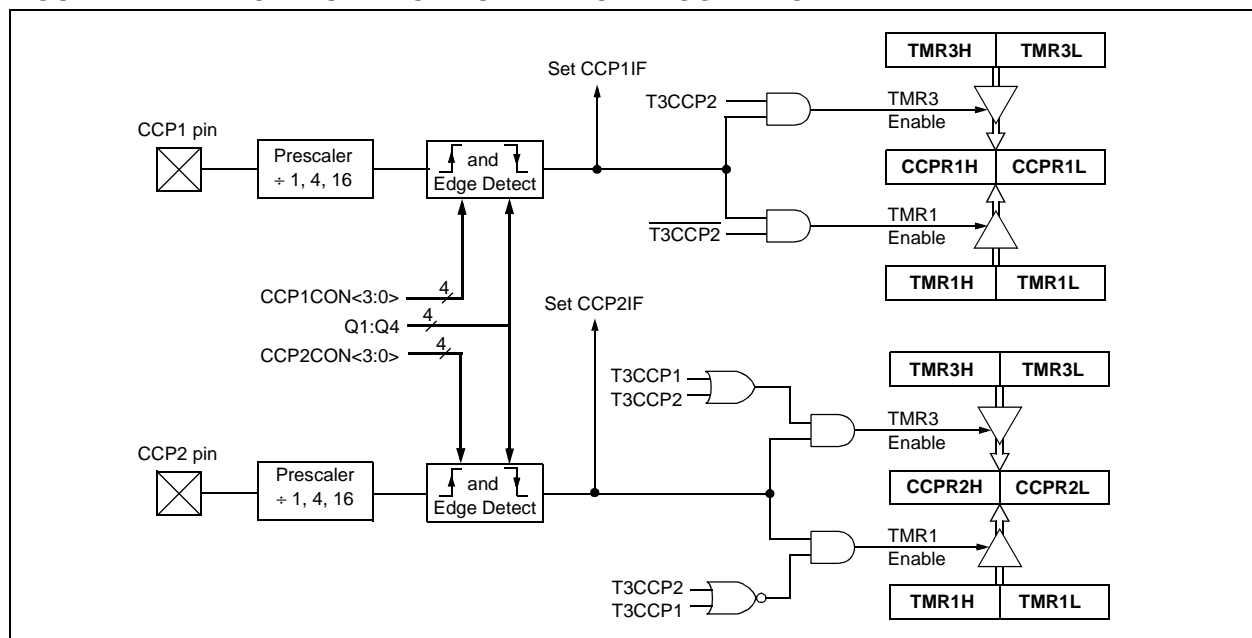 TMR3H TMR3L
Set CCP1IF
T3CCP2
TMR3
Enable
CCP1 pin
Prescaler
÷ 1, 4, 16
and
Edge Detect
CCPR1H CCPR1L
T3CCP2
TMR1
Enable
TMR1H TMR1L
CCP1CON<3:0> 4
Q1:Q4 4
CCP2CON<3:0> 4
Set CCP2IF
TMR3H TMR3L
T3CCP1
T3CCP2
TMR3
Enable
CCP2 pin
Prescaler
÷ 1, 4, 16
and
Edge Detect
CCPR2H CCPR2L
TMR1
Enable
T3CCP2
T3CCP1
TMR1H TMR1L